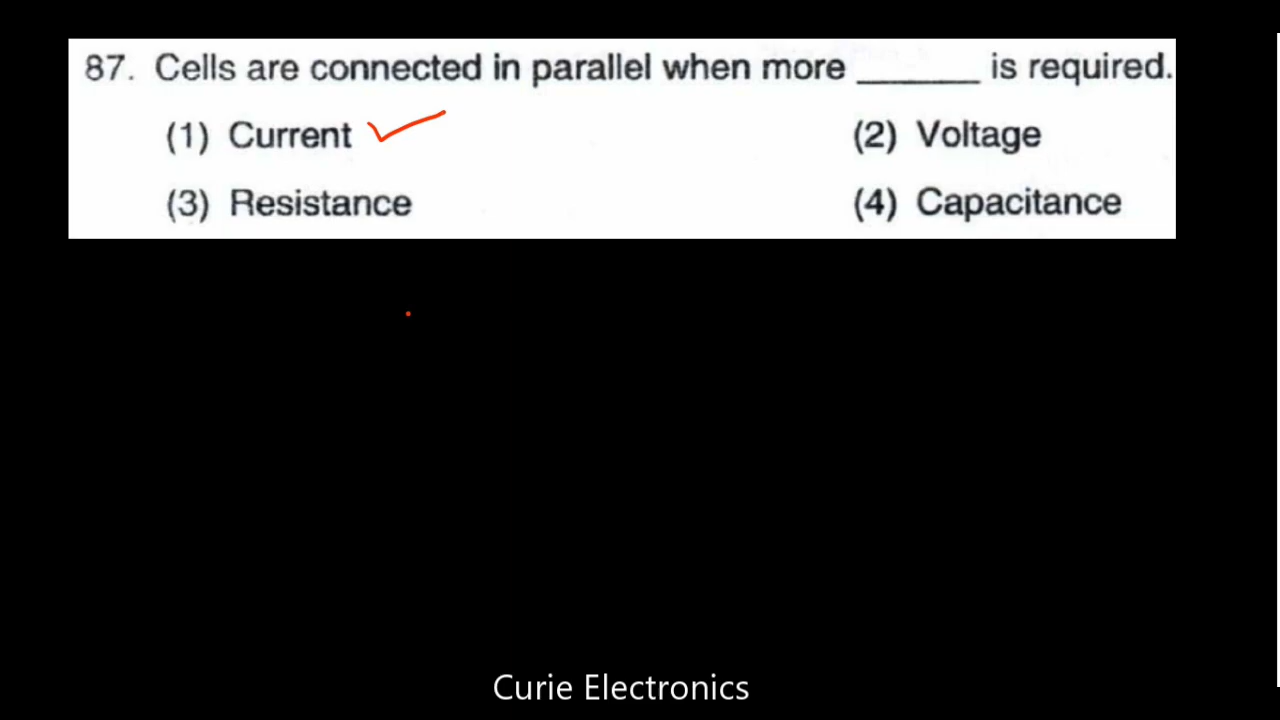 87. Cells are connected in parallel when more ______ is required.
(1) Current (2) Voltage
(3) Resistance (4) Capacitance
Curie Electronics